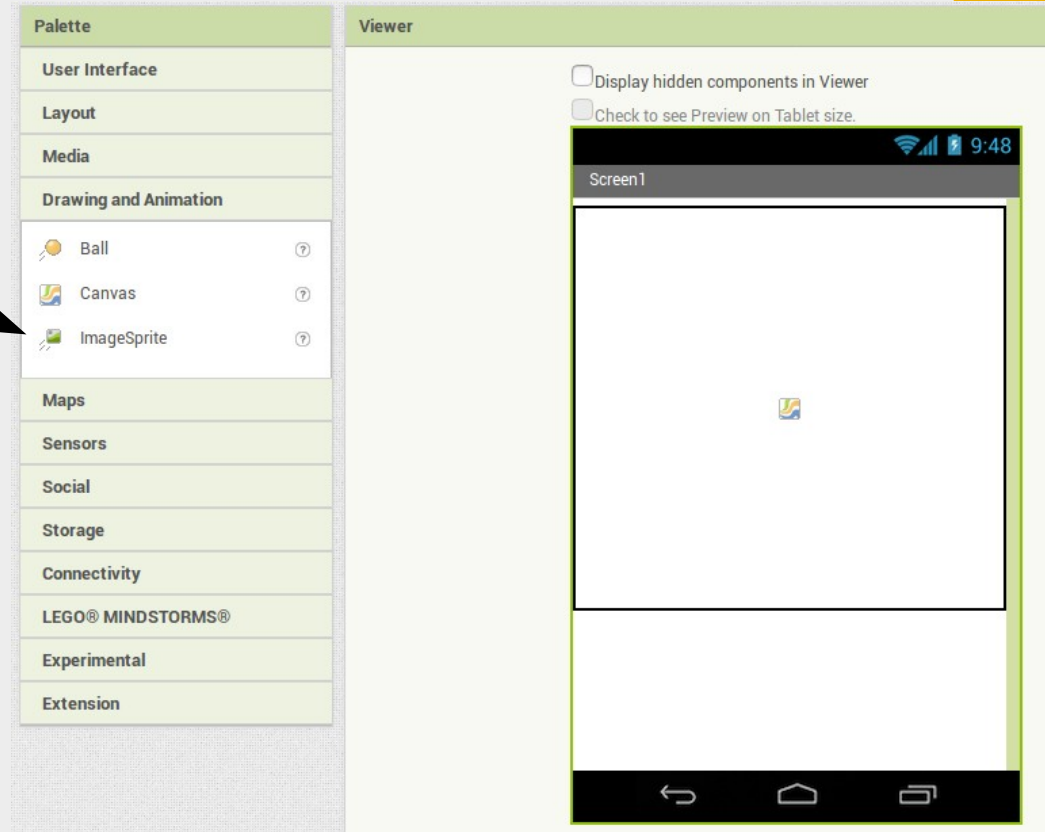 Palette
User Interface
Layout
Media
Drawing and Animation
Ball ?
Canvas ?
ImageSprite ?
Maps
Sensors
Social
Storage
Connectivity
LEGO® MINDSTORMS®
Experimental
Extension
Viewer
Display hidden components in Viewer
Check to see Preview on Tablet size.
9:48
Screen1